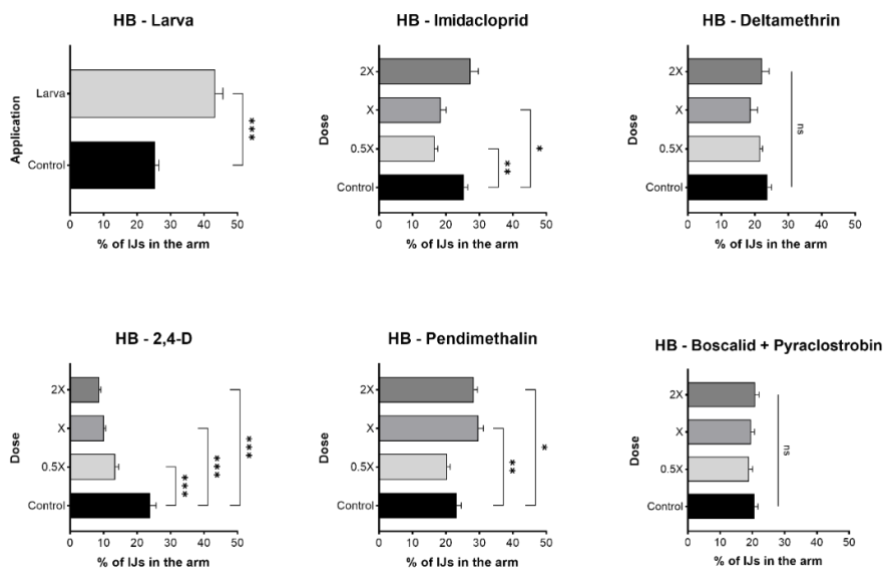 HB - Larva
Application
Larva
Control
***
0 10 20 30 40 50
% of IJs in the arm
HB - Imidacloprid
Dose
2X
X
0.5X
Control
**
*
0 10 20 30 40 50
% of IJs in the arm
HB - Deltamethrin
Dose
2X
X
0.5X
Control
ns
0 10 20 30 40 50
% of IJs in the arm
HB - 2,4-D
Dose
2X
X
0.5X
Control
***
***
***
0 10 20 30 40 50
% of IJs in the arm
HB - Pendimethalin
Dose
2X
X
0.5X
Control
**
*
0 10 20 30 40 50
% of IJs in the arm
HB - Boscalid + Pyraclostrobin
Dose
2X
X
0.5X
Control
ns
0 10 20 30 40 50
% of IJs in the arm